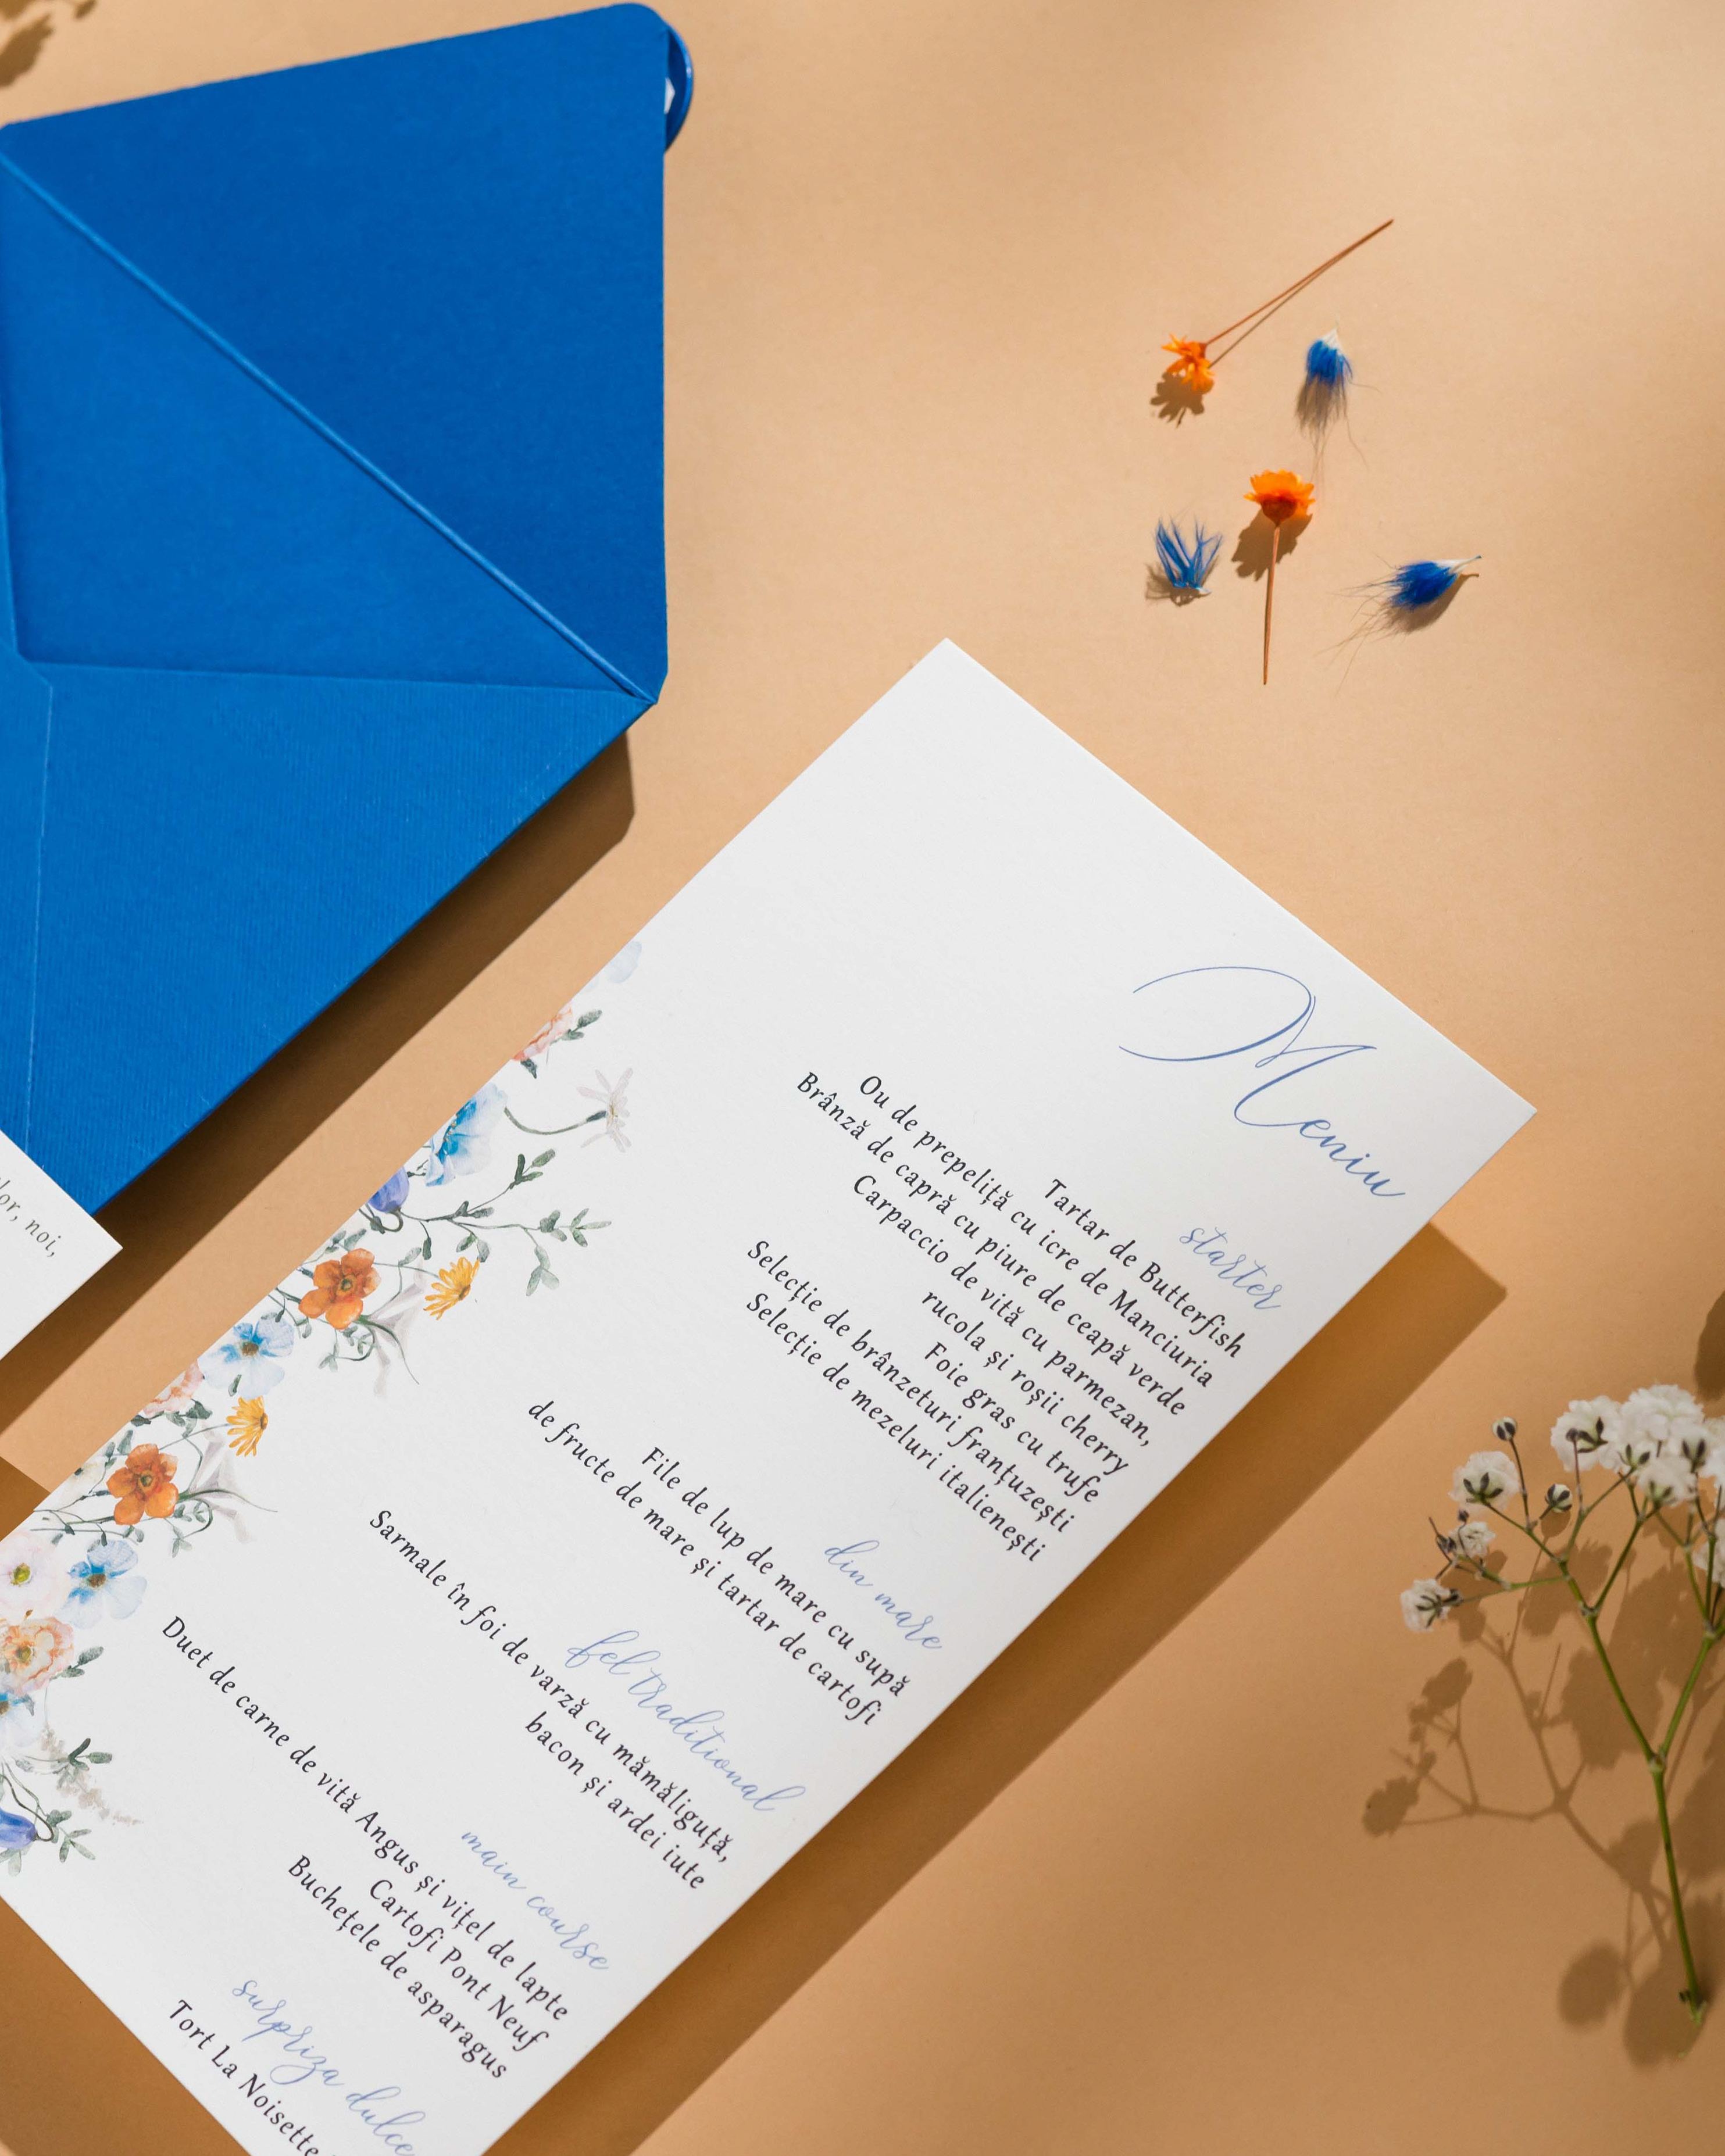 lor, noi,
Meniu
starter
Tartar de Butterfish
Ou de prepeliță cu icre de Manciuria
Brânză de capră cu piure de ceapă verde
Carpaccio de vită cu parmezan,
rucola și roșii cherry
Foie gras cu trufe
Selecție de brânzeturi franțuzești
Selecție de mezeluri italienești
din mare
File de lup de mare cu supă
de fructe de mare și tartar de cartofi
fel traditional
Sarmale în foi de varză cu mămăliguță,
bacon și ardei iute
main course
Duet de carne de vită Angus și vițel de lapte
Cartofi Pont Neuf
Buchețele de asparagus
surpriza dulce
Tort La Noisette